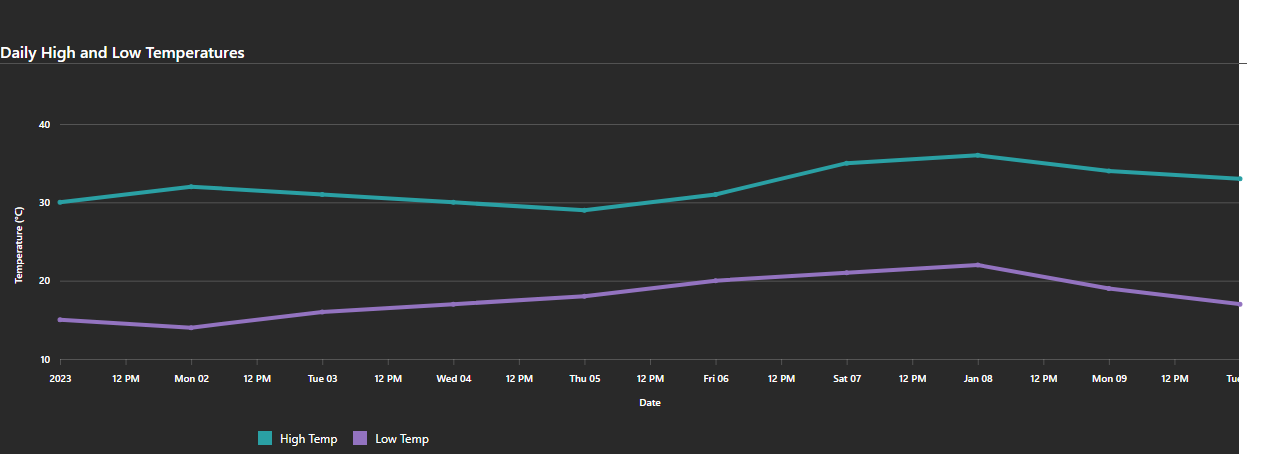 Daily High and Low Temperatures
40
30
20
10
Temperature (°C)
2023 12 PM Mon 02 12 PM Tue 03 12 PM Wed 04 12 PM Thu 05 12 PM Fri 06 12 PM Sat 07 12 PM Jan 08 12 PM Mon 09 12 PM
Date
High Temp Low Temp